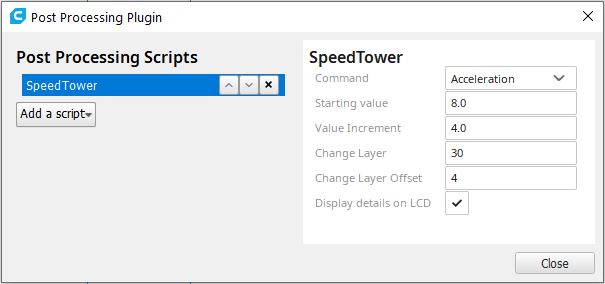 Post Processing Plugin
Post Processing Scripts
SpeedTower
Add a script
SpeedTower
Command Acceleration
Starting value 8.0
Value Increment 4.0
Change Layer 30
Change Layer Offset 4
Display details on LCD
Close